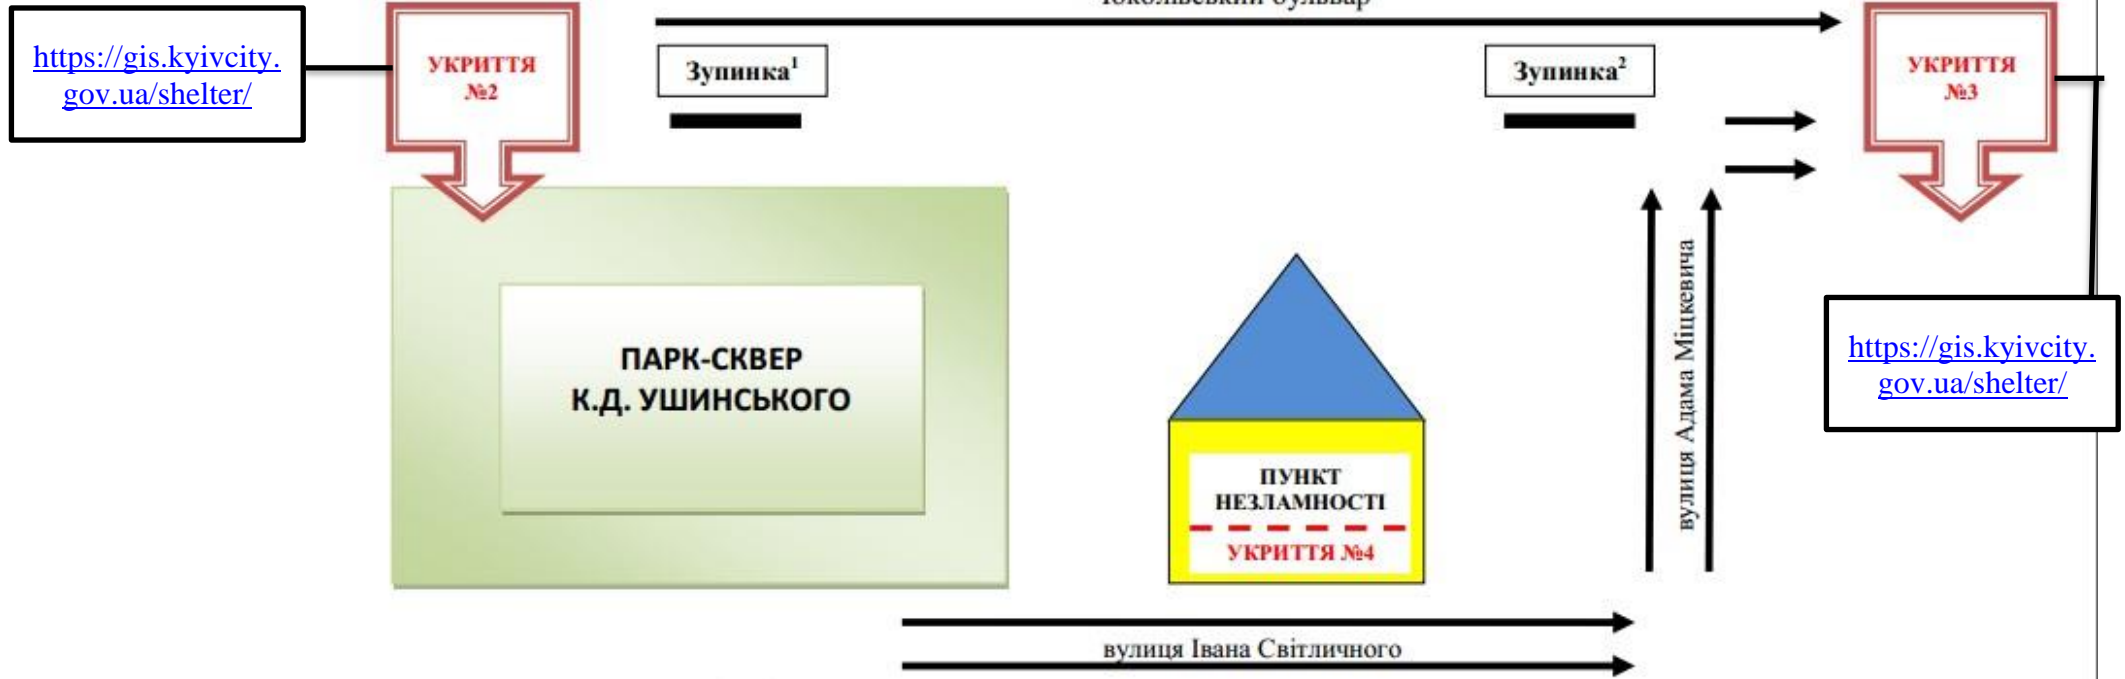 бульвар
https://gis.kyivcity.
gov.ua/shelter/
УКРИТТЯ
№2
Зупинка¹
Зупинка²
УКРИТТЯ
№3
ПАРК-СКВЕР
К.Д. УШИНСЬКОГО
ПУНКТ
НЕЗЛАМНОСТІ
УКРИТТЯ №4
вулиця Адама Міцкевича
https://gis.kyivcity.
gov.ua/shelter/
вулиця Івана Світличного